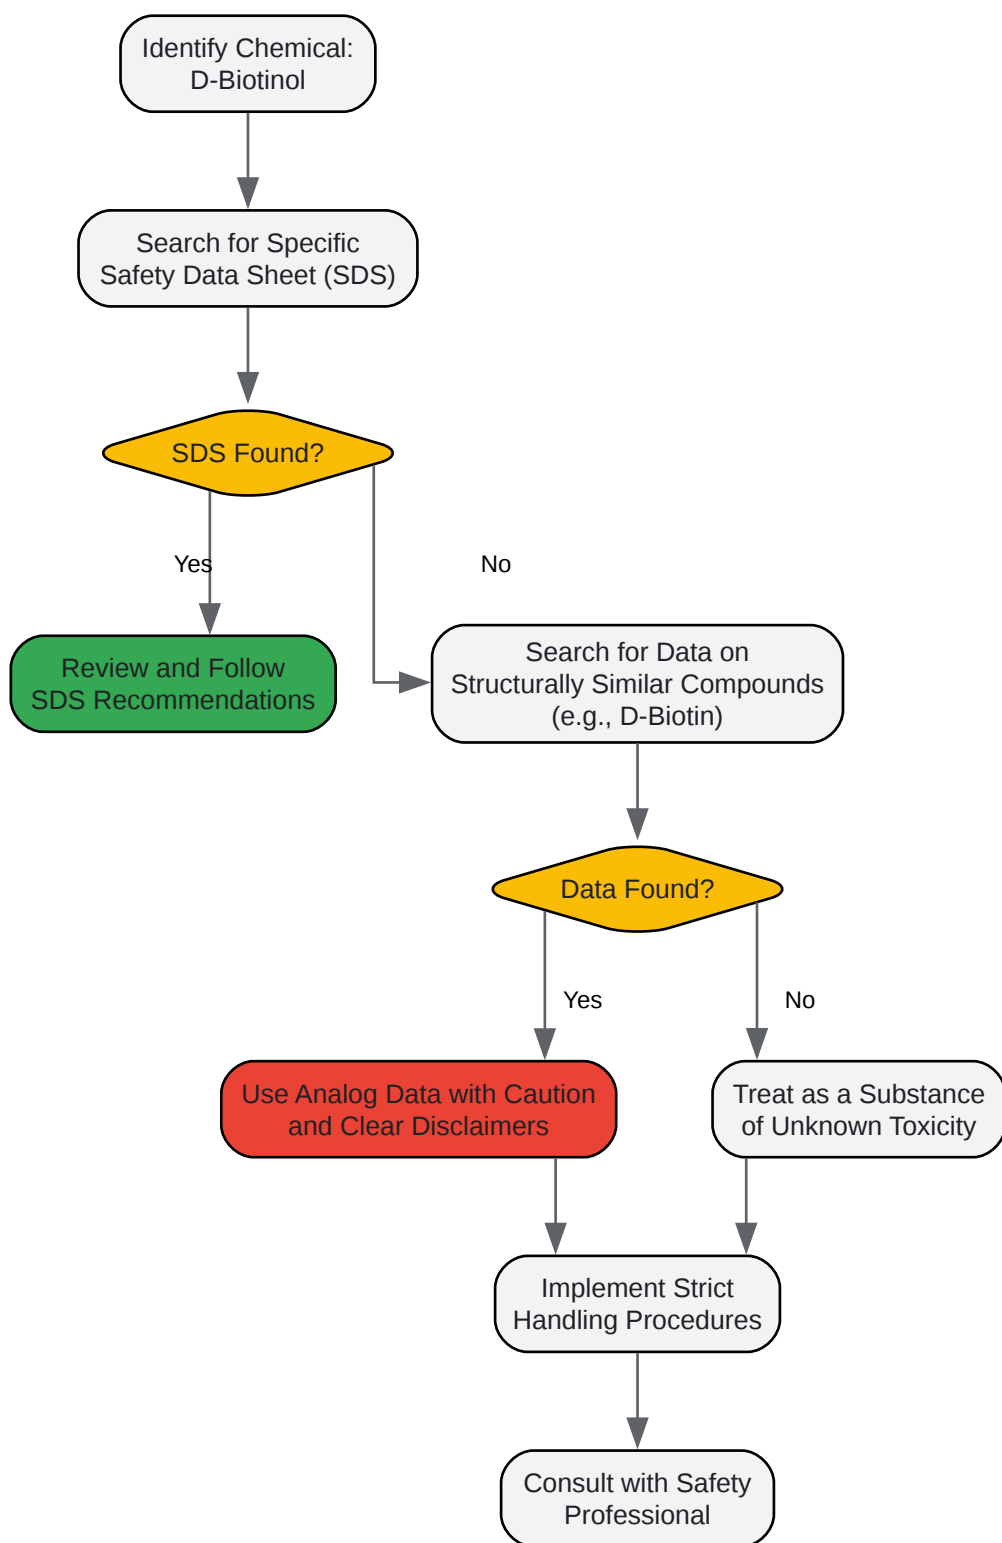 Identify Chemical:
D-Biotinol
Search for Specific
Safety Data Sheet (SDS)
SDS Found?
Yes
No
Review and Follow
SDS Recommendations
Search for Data on
Structurally Similar Compounds
(e.g., D-Biotin)
Data Found?
Yes
No
Use Analog Data with Caution
and Clear Disclaimers
Treat as a Substance
of Unknown Toxicity
Implement Strict
Handling Procedures
Consult with Safety
Professional